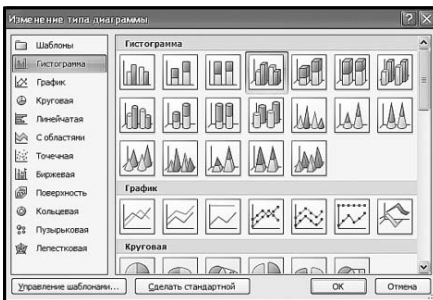 Изменение типа диаграммы
Шаблоны
Гистограмма
График
Круговая
Линейчатая
С областями
Точечная
Биржевая
Поверхность
Кольцевая
Пузырьковая
Лепестковая
Гистограмма
График
Круговая
Управление шаблонами...
Сделать стандартной
ОК
Отмена